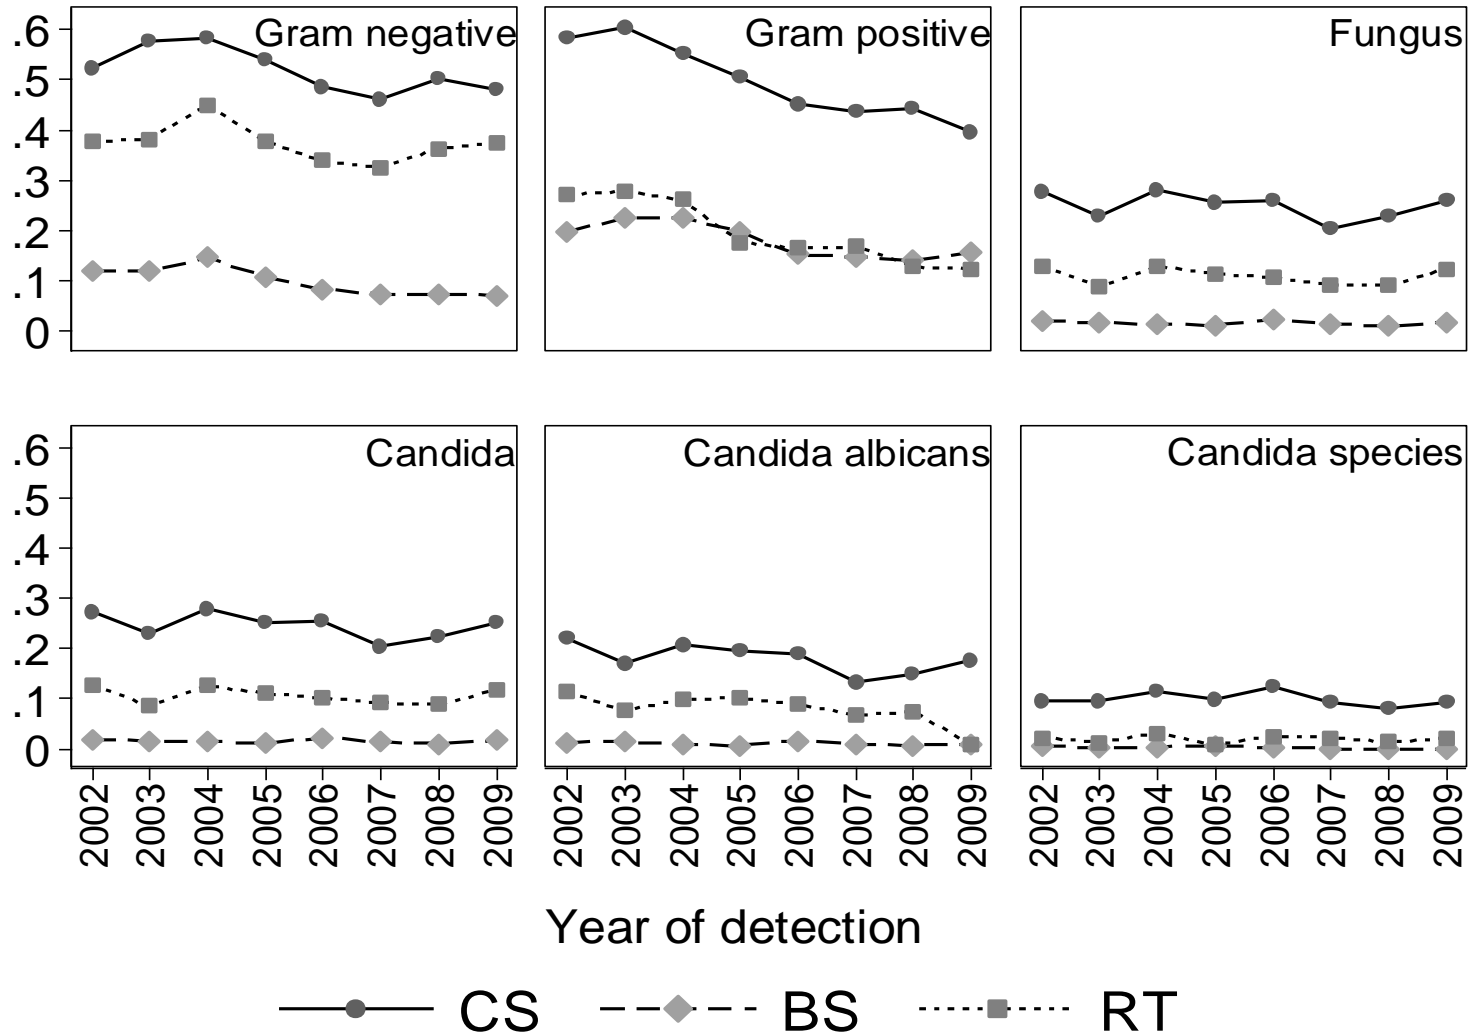 Gram negative
Gram positive
Fungus
.6
.5
.4
.3
.2
.1
0
Candida
Candida albicans
Candida species
.6
.5
.4
.3
.2
.1
0
2002 2003 2004 2005 2006 2007 2008 2009
2002 2003 2004 2005 2006 2007 2008 2009
2002 2003 2004 2005 2006 2007 2008 2009
Year of detection
CS BS RT